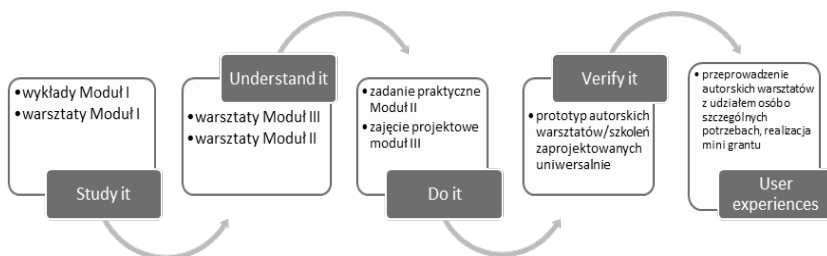 •wykłady Moduł I
•warsztaty Moduł I
Study it
Understand it
•warsztaty Moduł III
•warsztaty Moduł II
•zadanie praktyczne
Moduł II
•zajęcie projektowe
moduł III
Do it
Verify it
•prototyp autorskich
warsztatów/szkoleń
zaprojektowanych
uniwersalnie
•przeprowadzenie
autorskich warsztatów
z udziałem osób o
szczególnych
potrzebach, realizacja
mini grantu
User
experiences